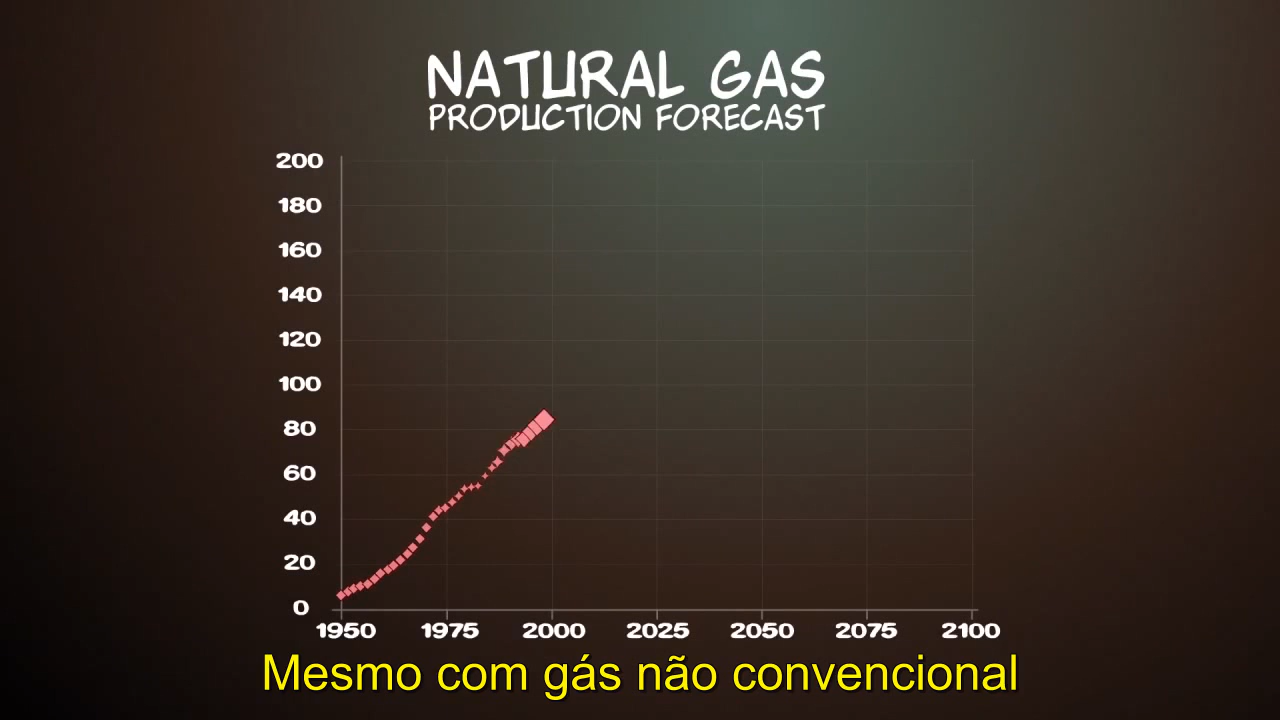 NATURAL GAS
PRODUCTION FORECAST
200
180
160
140
120
100
80
60
40
20
0
1950 1975 2000 2025 2050 2075 2100
Mesmo com gás não convencional